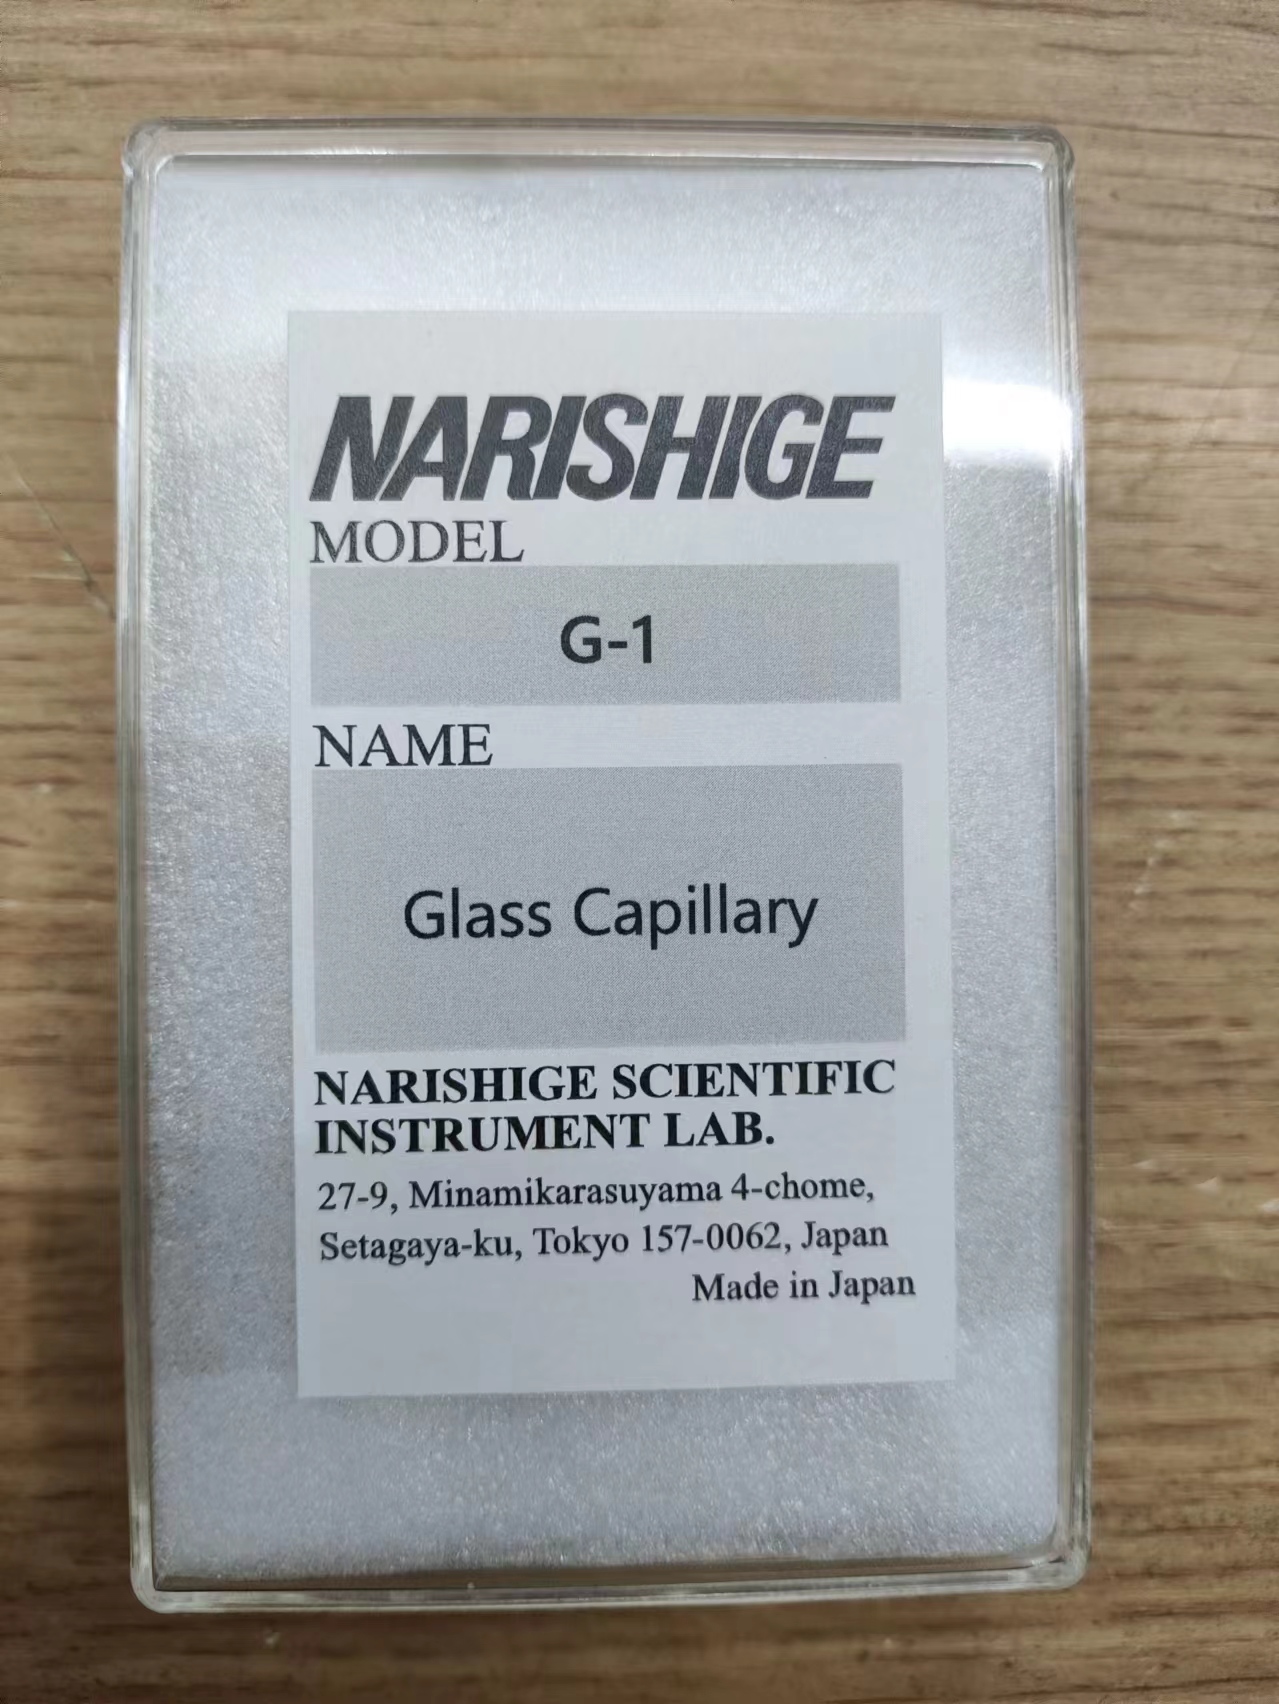 NARISHIGE
MODEL
G-1
NAME
Glass Capillary
NARISHIGE SCIENTIFIC
INSTRUMENT LAB.
27-9, Minamikarasuyama 4-chome,
Setagaya-ku, Tokyo 157-0062, Japan
Made in Japan